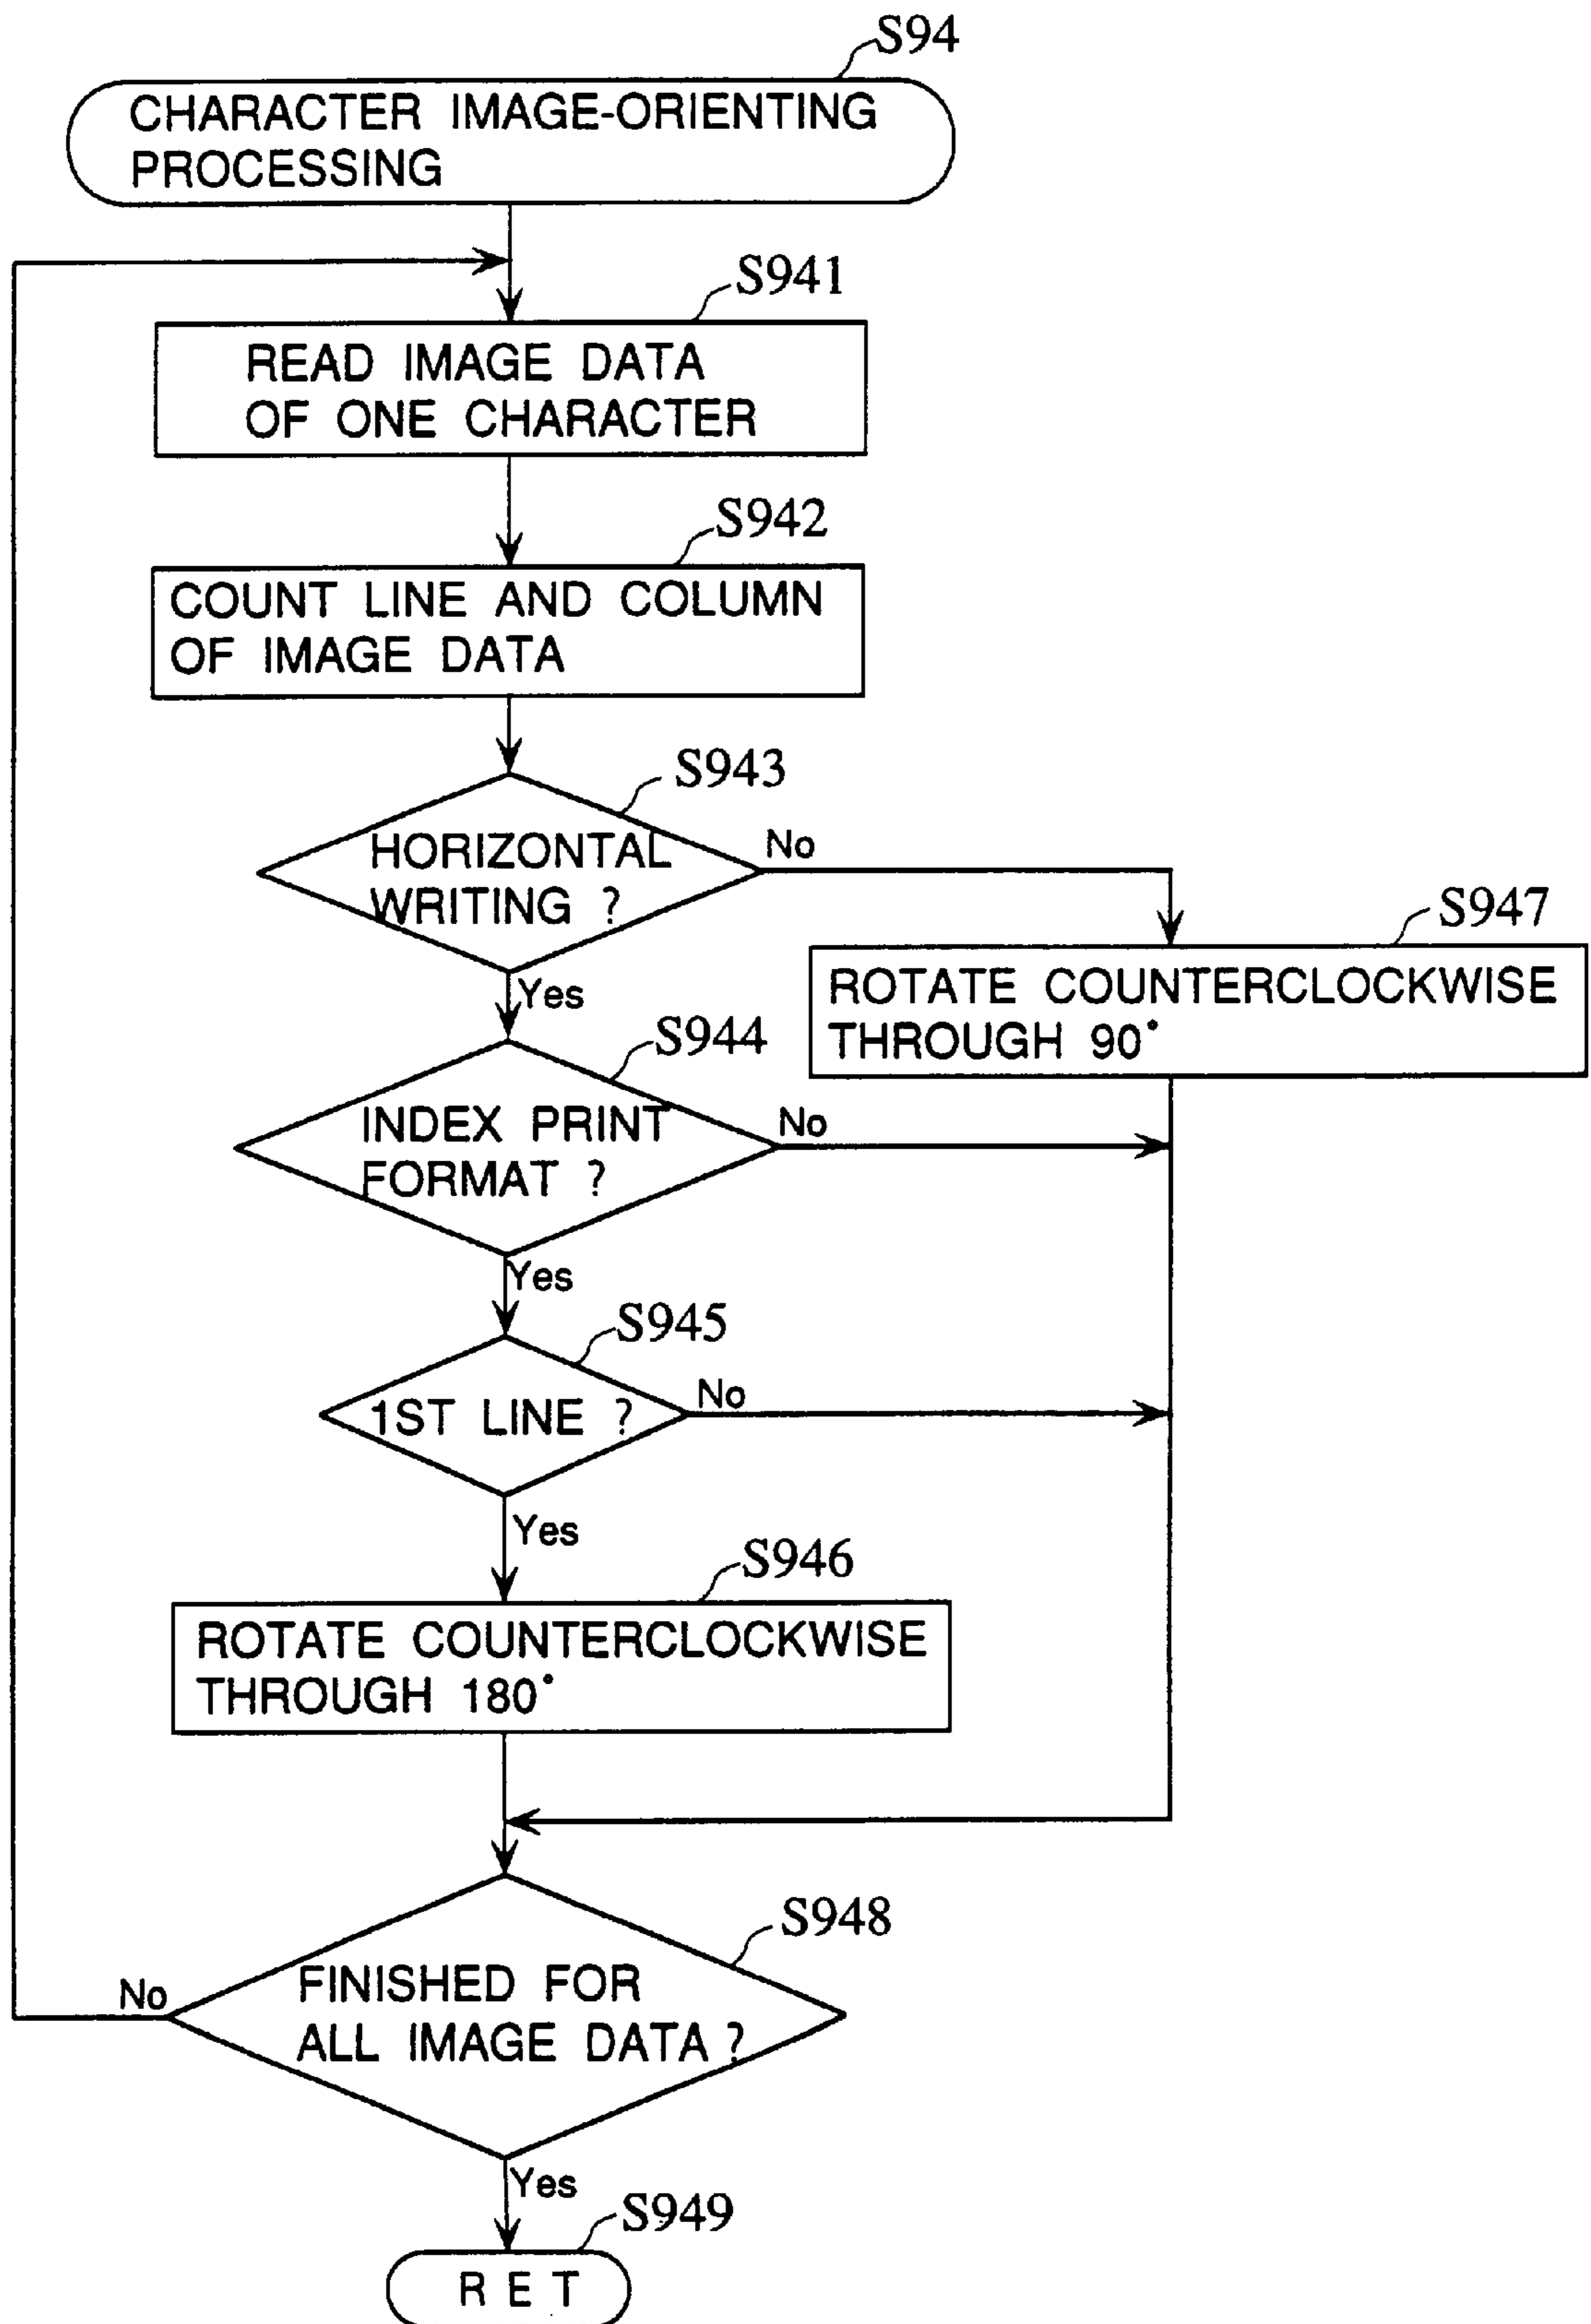 S94
CHARACTER IMAGE-ORIENTING
PROCESSING
S941
READ IMAGE DATA
OF ONE CHARACTER
S942
COUNT LINE AND COLUMN
OF IMAGE DATA
S943
HORIZONTAL
WRITING ?
No
Yes
S947
ROTATE COUNTERCLOCKWISE
THROUGH 90°
S944
INDEX PRINT
FORMAT ?
No
Yes
S945
1ST LINE ?
No
Yes
S946
ROTATE COUNTERCLOCKWISE
THROUGH 180°
S948
FINISHED FOR
ALL IMAGE DATA ?
No
Yes
S949
R E T